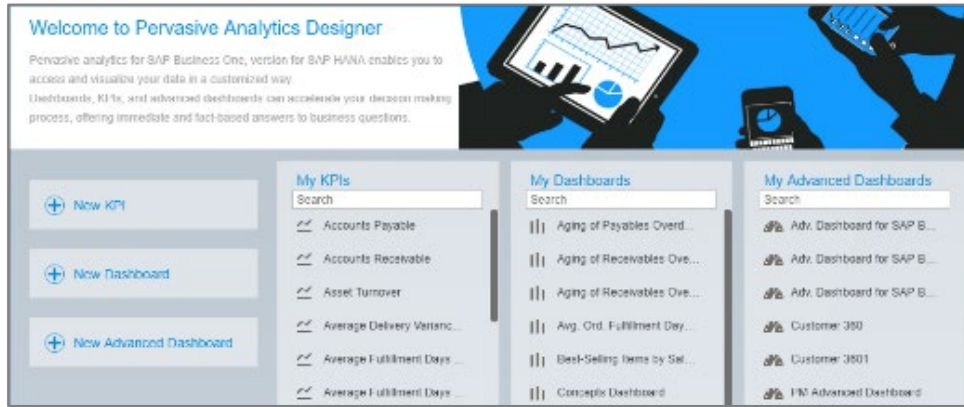 Welcome to Pervasive Analytics Designer
Pervasive analytics for SAP Business One, version for SAP HANA enables you to
access and visualize your data in a customized way.
Dashboards, KPIs, and advanced dashboards can accelerate your decision making
process, offering immediate and fact-based answers to business questions.
New KPI
New Dashboard
New Advanced Dashboard
My KPIs
Search
Accounts Payable
Accounts Receivable
Asset Turnover
Average Delivery Varianc...
Average Fulfillment Days ...
Average Fulfillment Days ...
My Dashboards
Search
Aging of Payables Overd...
Aging of Receivables Ove...
Aging of Receivables Ove...
Avg. Ord. Fulfillment Day...
Best-Selling Items by Sal...
Concepts Dashboard
My Advanced Dashboards
Search
Adv. Dashboard for SAP B...
Adv. Dashboard for SAP B...
Adv. Dashboard for SAP B...
Customer 360
Customer 3601
PM Advanced Dashboard